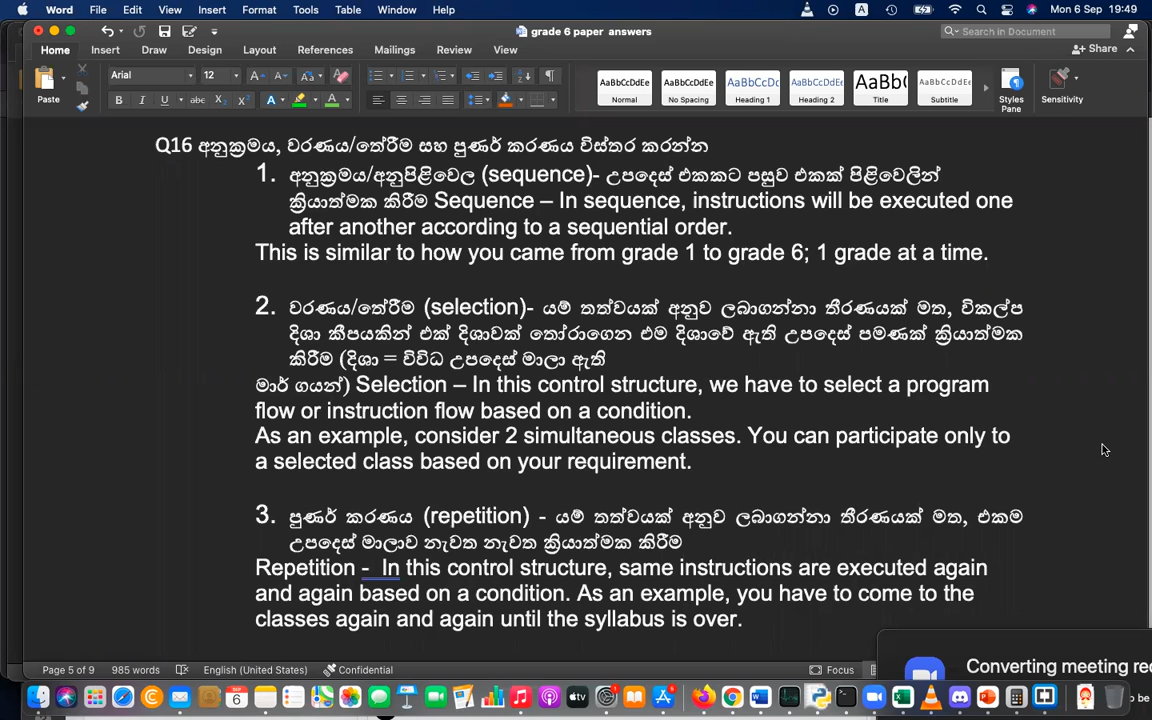 Word File Edit View Insert Format Tools Table Window Help Mon 6 Sep 19:49
grade 6 paper answers
Search in Document
Home Insert Draw Design Layout References Mailings Review View Share
Arial 12
Paste
AaBbCcDdEe AaBbCcDdEe AaBbCcDc AaBbCcDdEe AaBb( AaBbCcDdEe
Normal No Spacing Heading 1 Heading 2 Title Subtitle Styles Pane Sensitivity
Q16 අනුක්‍රමය, වරණය/තේරීම සහ පුණර් කරණය විස්තර කරන්න
1. අනුක්‍රමය/අනුපිළිවෙල (sequence)- උපදෙස් එකකට පසුව එකක් පිළිවෙලින්
ක්‍රියාත්මක කිරීම Sequence – In sequence, instructions will be executed one
after another according to a sequential order.
This is similar to how you came from grade 1 to grade 6; 1 grade at a time.
2. වරණය/තේරීම (selection)- යම් තත්වයක් අනුව ලබාගන්නා තීරණයක් මත, විකල්ප
දිශා කීපයකින් එක් දිශාවක් තෝරාගෙන එම දිශාවේ ඇති උපදෙස් පමණක් ක්‍රියාත්මක
කිරීම (දිශා = විවිධ උපදෙස් මාලා ඇති
මාර් ගයන්) Selection – In this control structure, we have to select a program
flow or instruction flow based on a condition.
As an example, consider 2 simultaneous classes. You can participate only to
a selected class based on your requirement.
3. පුණර් කරණය (repetition) - යම් තත්වයක් අනුව ලබාගන්නා තීරණයක් මත, එකම
උපදෙස් මාලාව නැවත නැවත ක්‍රියාත්මක කිරීම
Repetition - In this control structure, same instructions are executed again
and again based on a condition. As an example, you have to come to the
classes again and again until the syllabus is over.
Converting meeting rec
Page 5 of 9 985 words English (United States) Confidential Focus